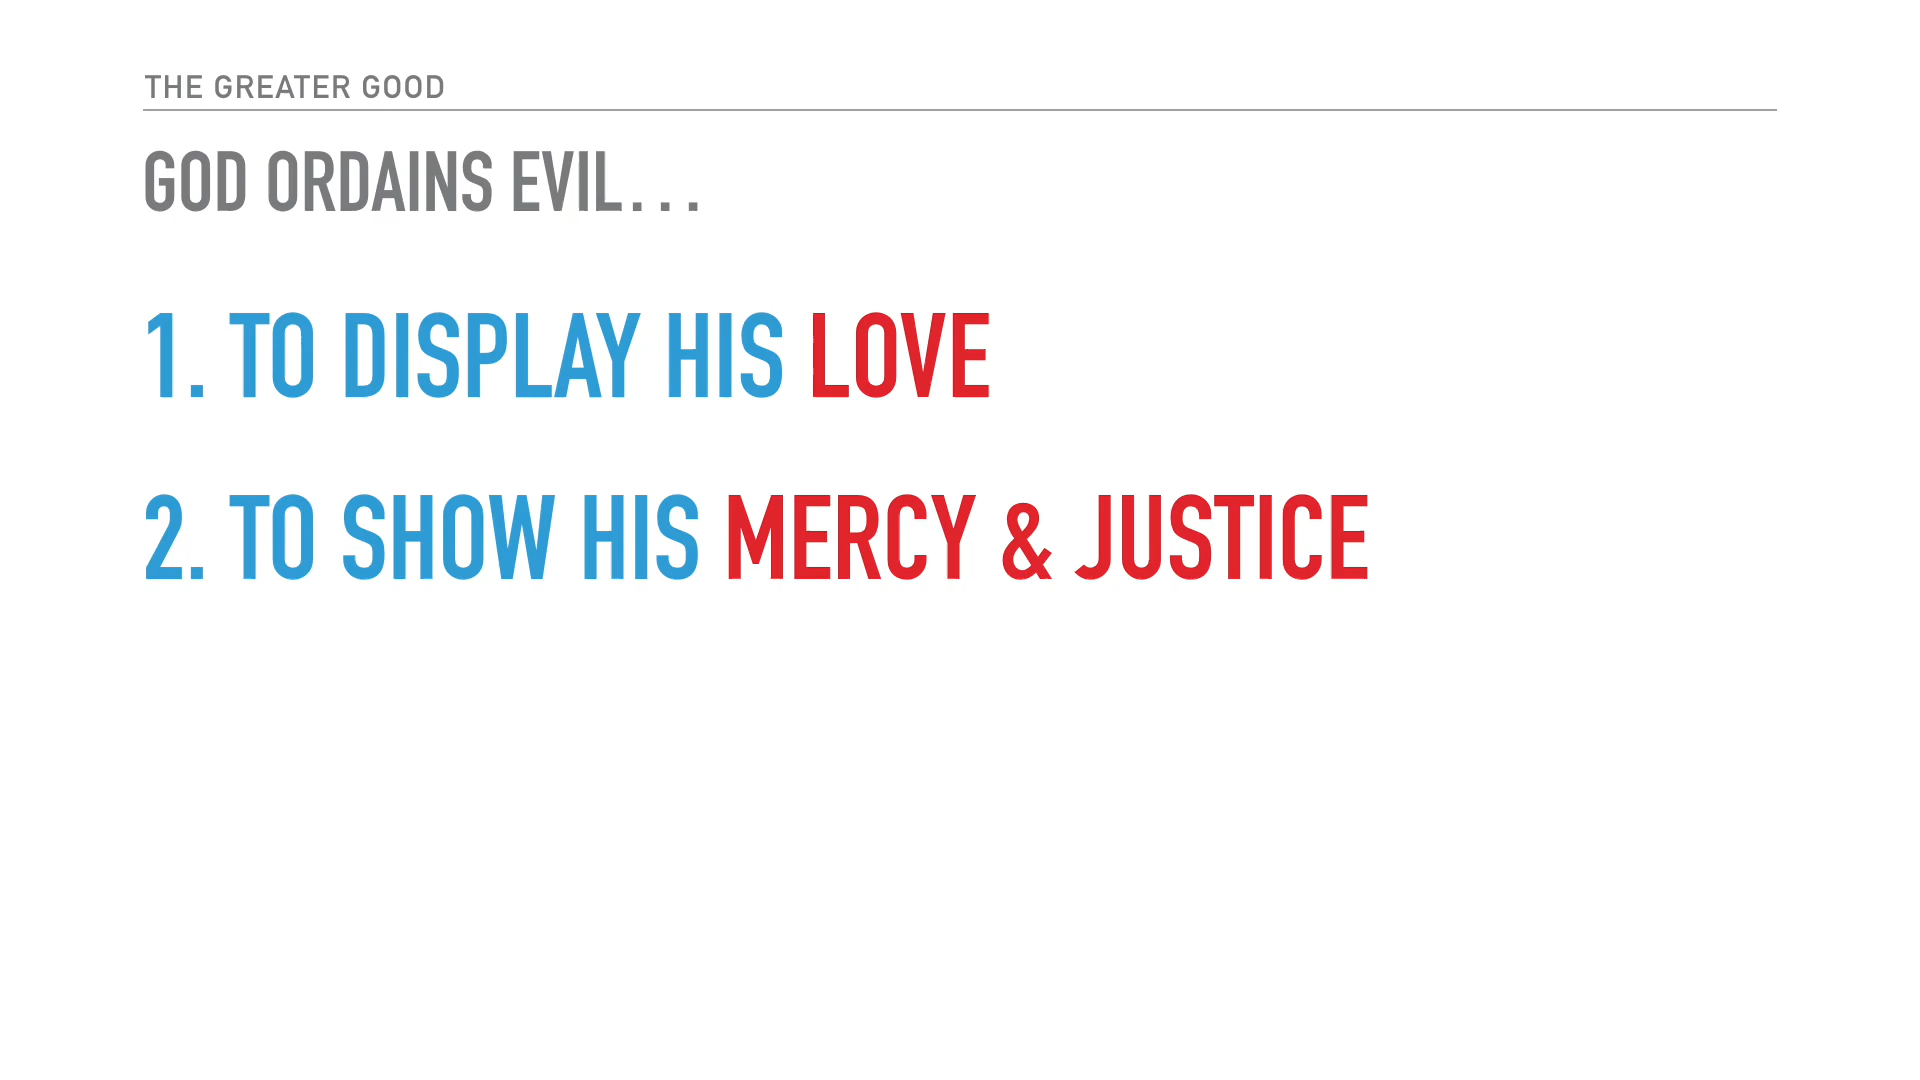 THE GREATER GOOD
GOD ORDAINS EVIL…
1. TO DISPLAY HIS LOVE
2. TO SHOW HIS MERCY & JUSTICE